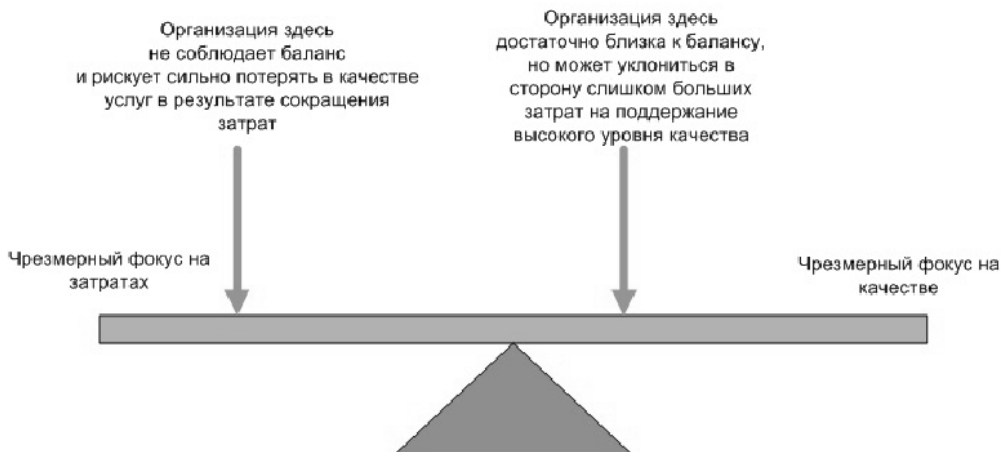 Организация здесь
не соблюдает баланс
и рискует сильно потерять в качестве
услуг в результате сокращения
затрат
Организация здесь
достаточно близка к балансу,
но может уклониться в
сторону слишком больших
затрат на поддержание
высокого уровня качества
Чрезмерный фокус на
затратах
Чрезмерный фокус на
качестве